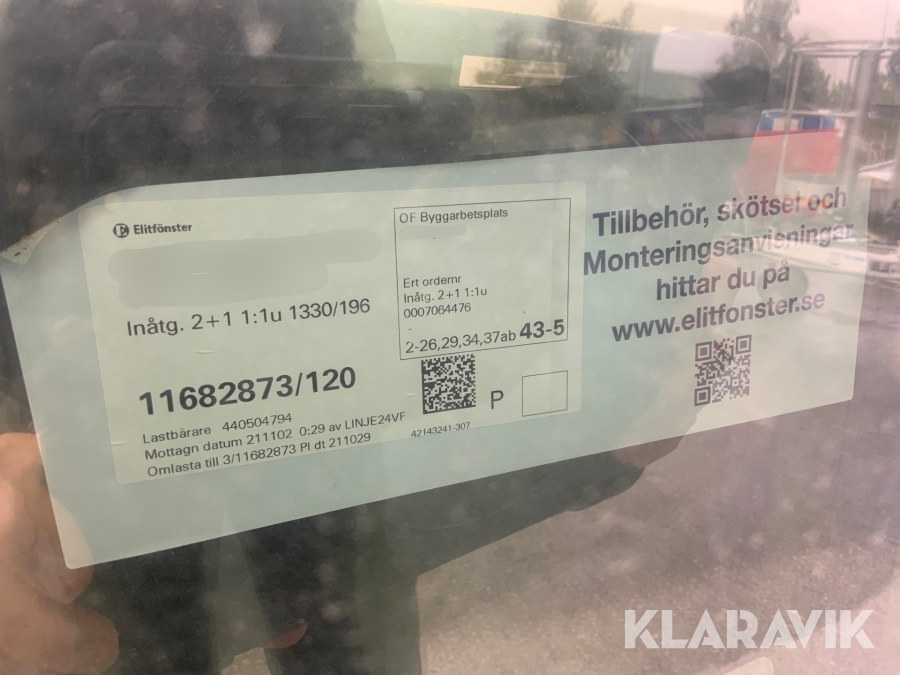 Elitfönster
Inåtg. 2+1 1:1u 1330/196
11682873/120
Lastbärare 440504794
Mottagn datum 211102 0:29 av LINJE24VF
Omlasta till 3/11682873 Pl dt 211029
OF Byggarbetsplats
Ert ordernr
Inåtg. 2+1 1:1u
0007064476
-
2-26,29,34,37ab 43-5
P
42143241-307
Tillbehör, skötsel och
Monteringsanvisningar
hittar du på
www.elitfonster.se
KLARAVIK